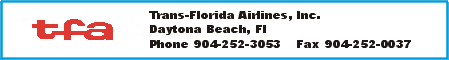 tfa
Trans-Florida Airlines, Inc.
Daytona Beach, Fl
Phone 904-252-3053 Fax 904-252-0037